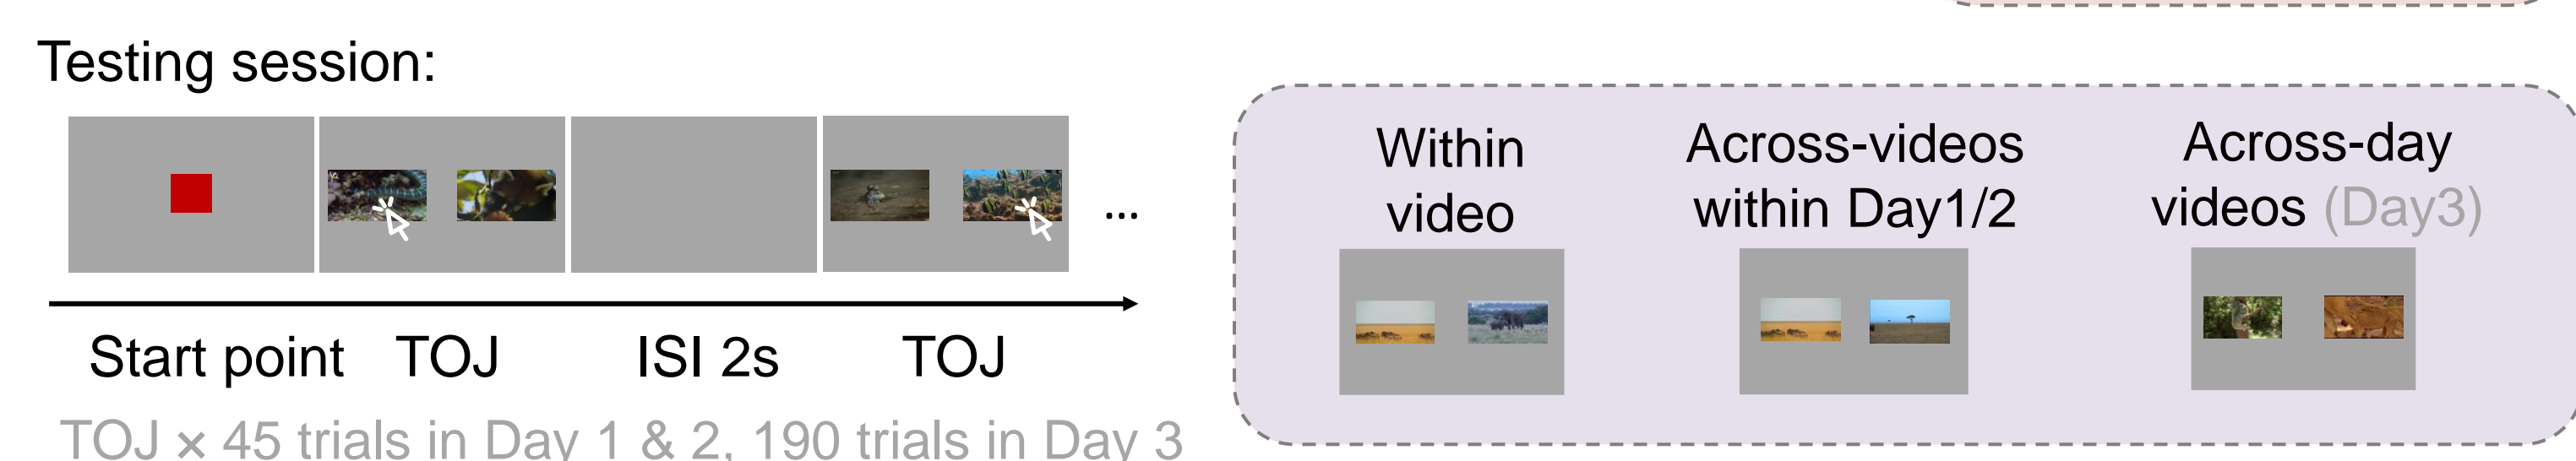 Testing session:
...
Start point TOJ ISI 2s TOJ
TOJ × 45 trials in Day 1 & 2, 190 trials in Day 3
Within
video
Across-videos
within Day1/2
Across-day
videos (Day3)